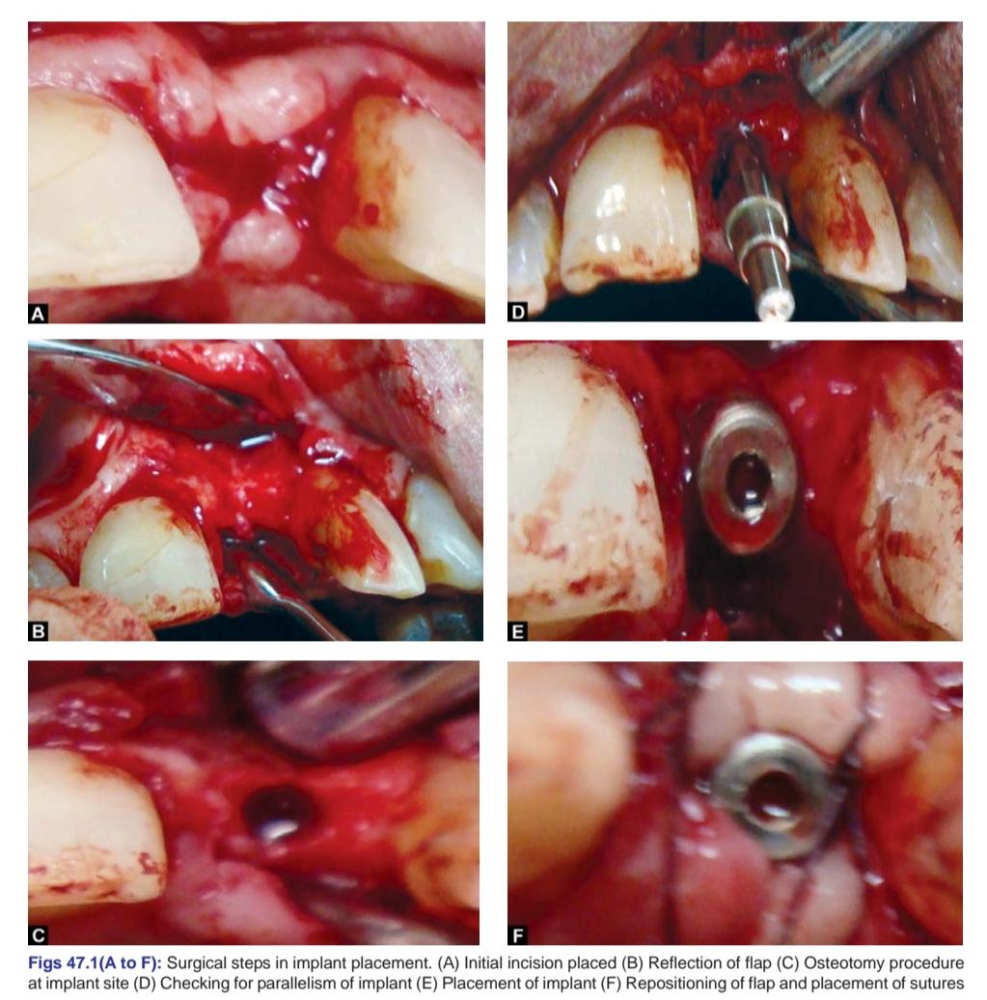 A
D
B
E
C
F
Figs 47.1(A to F): Surgical steps in implant placement. (A) Initial incision placed (B) Reflection of flap (C) Osteotomy procedure
at implant site (D) Checking for parallelism of implant (E) Placement of implant (F) Repositioning of flap and placement of sutures